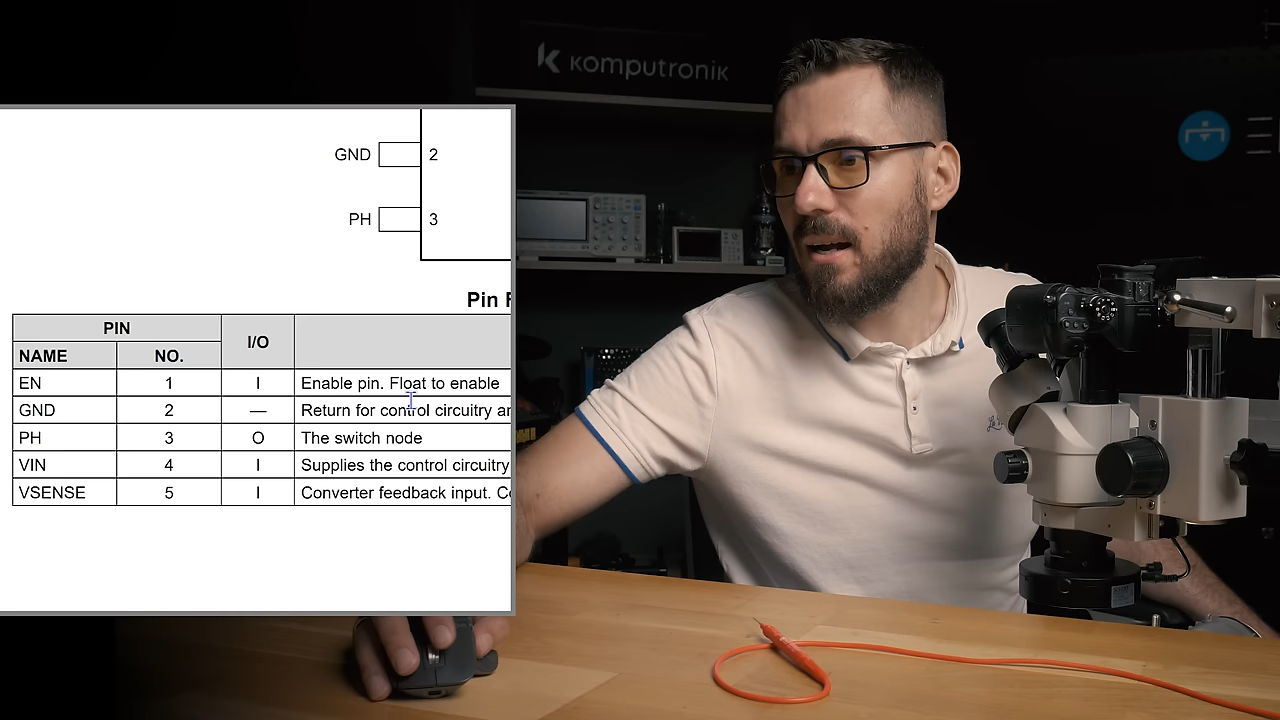 komputronik
GND 2
PH 3
Pin
PIN I/O
NAME NO.
EN 1 I Enable pin. Float to enable
GND 2 — Return for control circuitry
PH 3 O The switch node
VIN 4 I Supplies the control circuitry
VSENSE 5 I Converter feedback input.